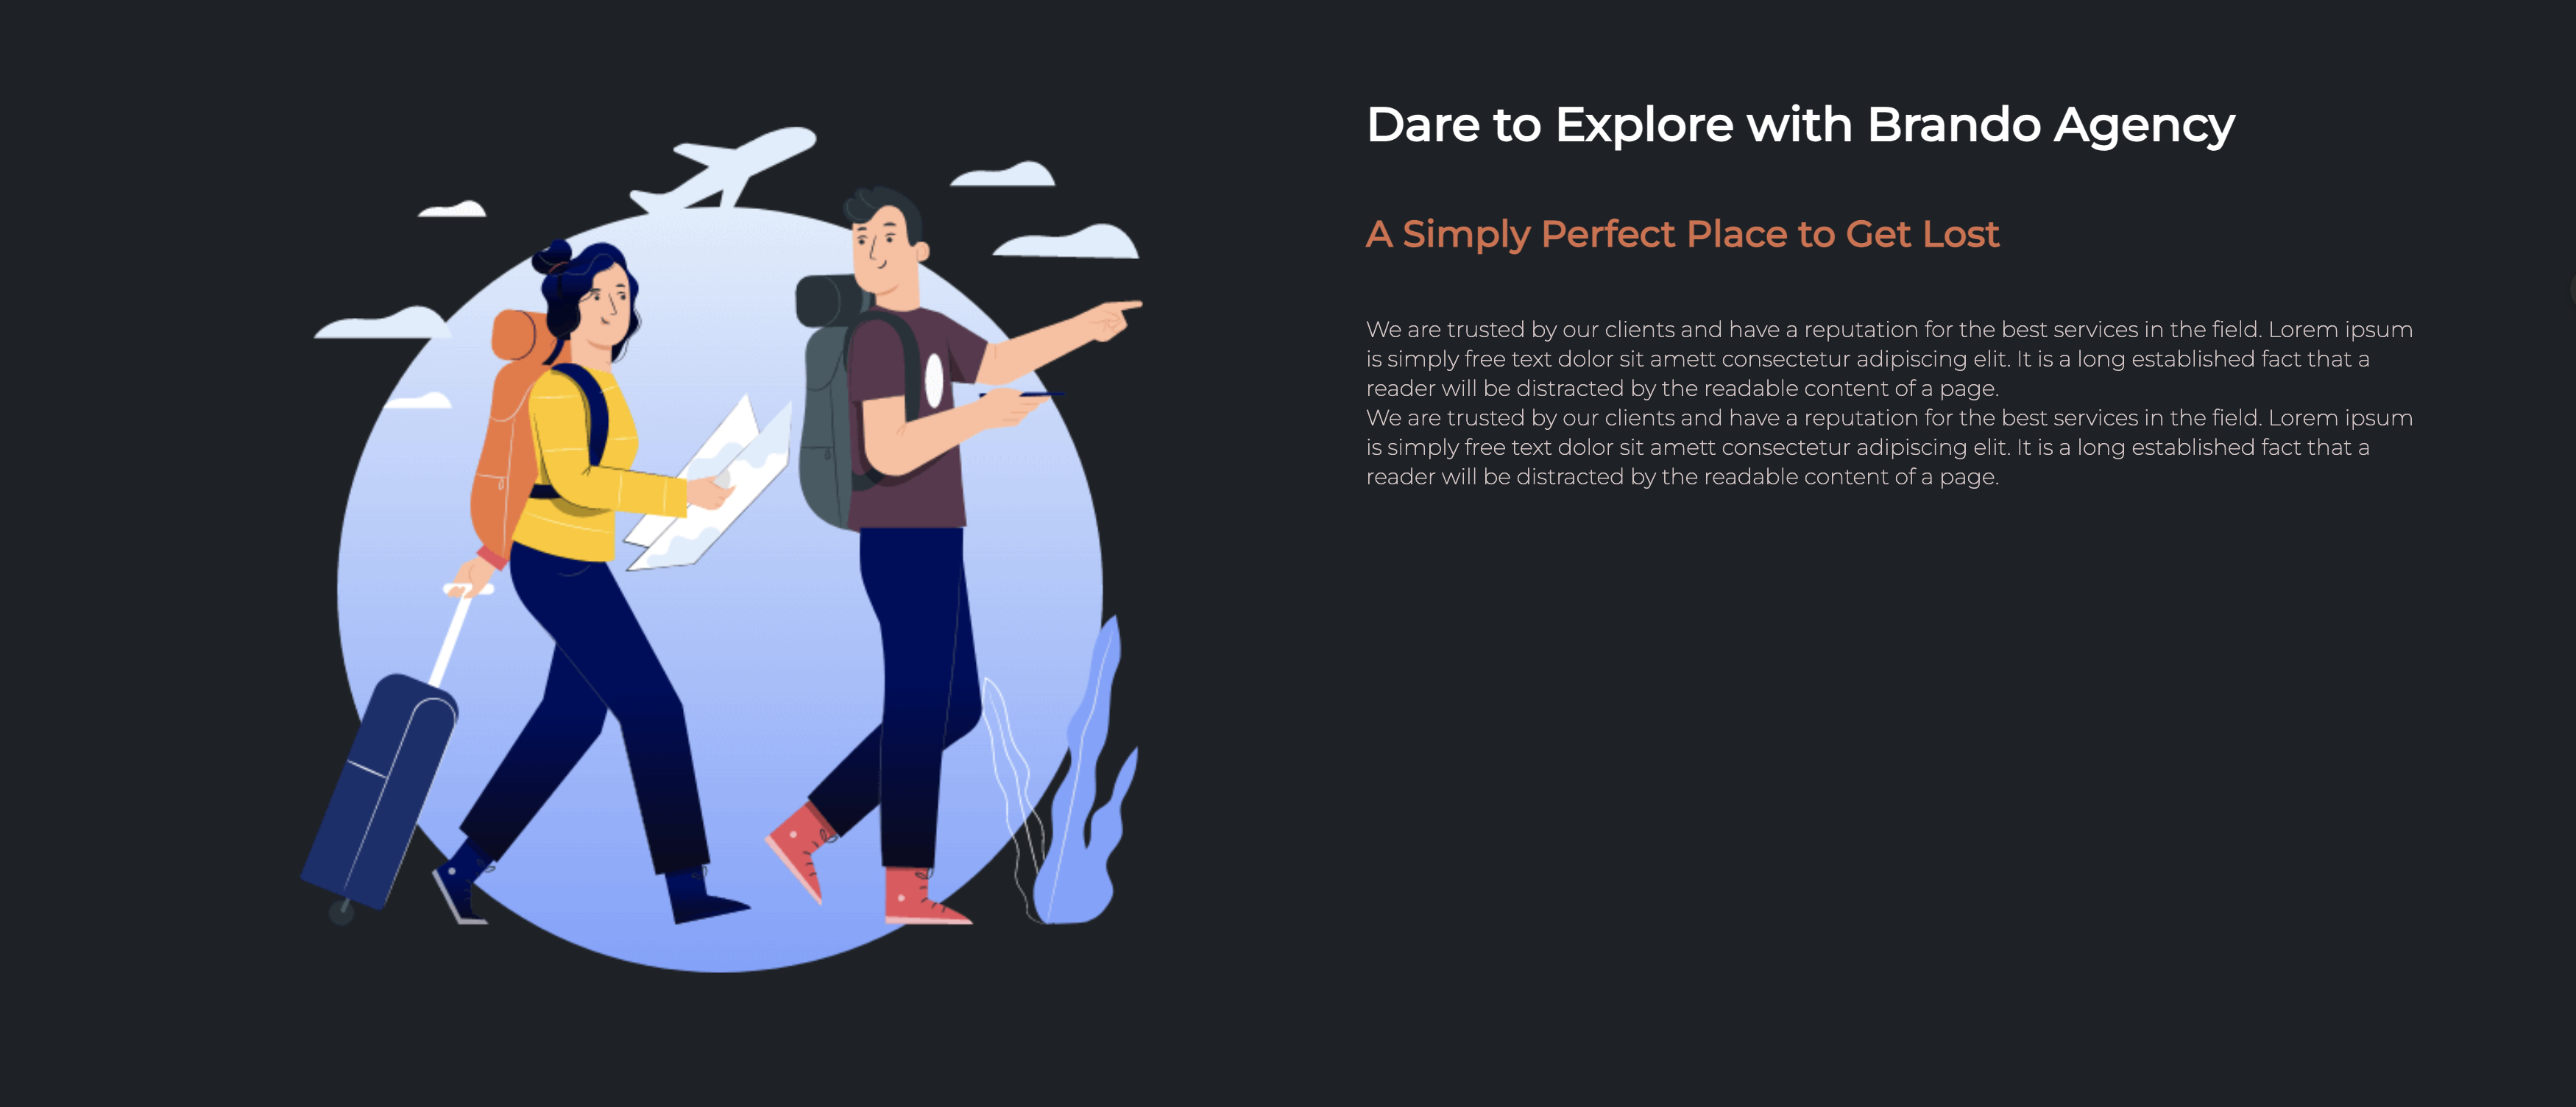 Dare to Explore with Brando Agency
A Simply Perfect Place to Get Lost
We are trusted by our clients and have a reputation for the best services in the field. Lorem ipsum
is simply free text dolor sit amett consectetur adipiscing elit. It is a long established fact that a
reader will be distracted by the readable content of a page.
We are trusted by our clients and have a reputation for the best services in the field. Lorem ipsum
is simply free text dolor sit amett consectetur adipiscing elit. It is a long established fact that a
reader will be distracted by the readable content of a page.